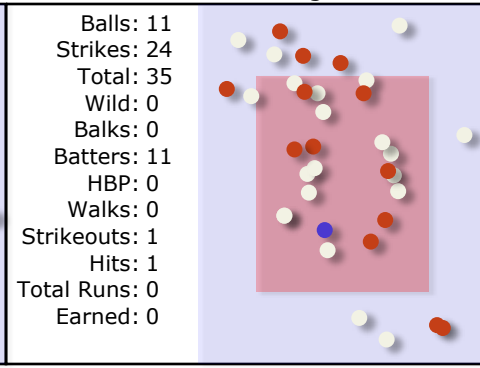 Balls: 11
Strikes: 24
Total: 35
Wild: 0
Balks: 0
Batters: 11
HBP: 0
Walks: 0
Strikeouts: 1
Hits: 1
Total Runs: 0
Earned: 0